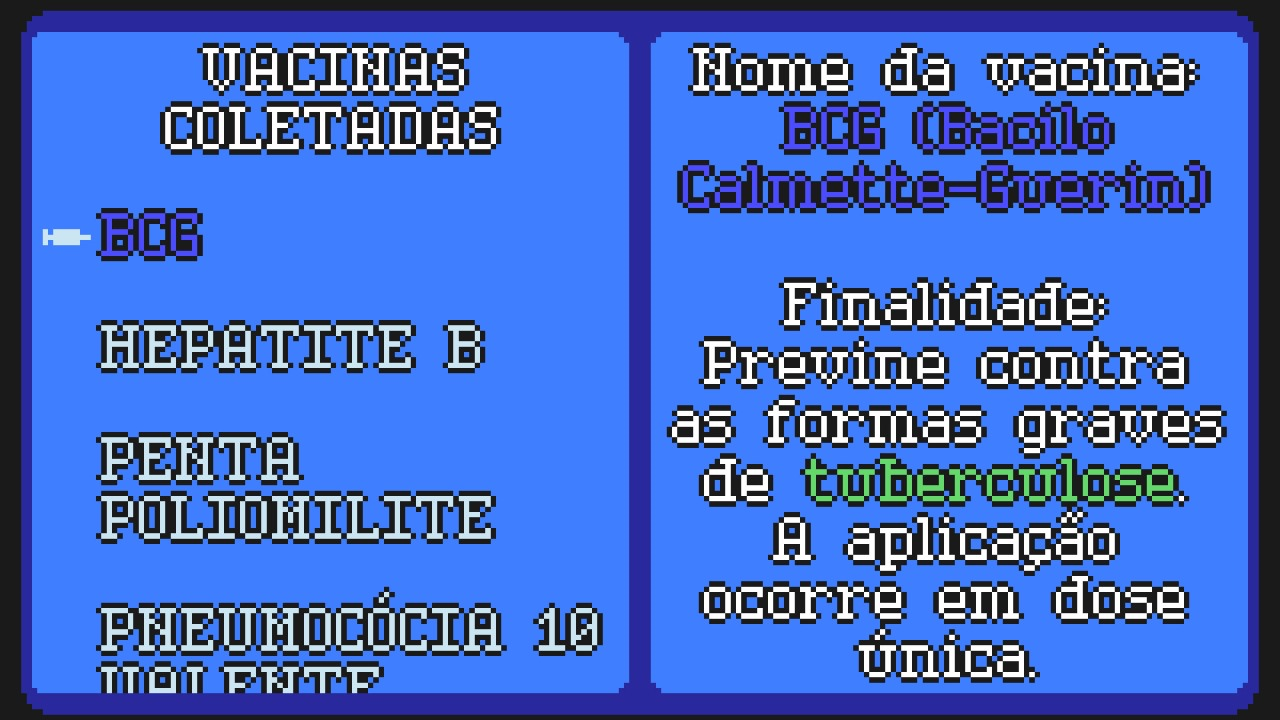 VACINAS
COLETADAS
BCG
HEPATITE B
PENTA
POLIOMILITE
PNEUMOCÓCIA 10
VALENTE
Nome da vacina:
BCG (Bacilo
Calmette-Guerin)
Finalidade:
Previne contra
as formas graves
de tuberculose.
A aplicação
ocorre em dose
única.